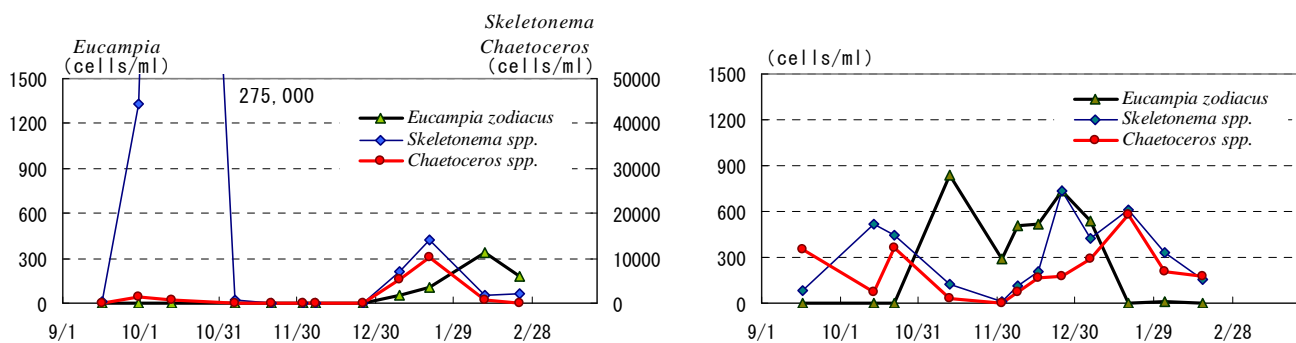 Skeletonema
Eucampia Chaetoceros
(cells/ml) (cells/ml)
1500 50000
275,000
1200 40000
Eucampia zodiacus
Skeletonema spp.
Chaetoceros spp.
900 30000
600 20000
300 10000
0 0
9/1 10/1 10/31 11/30 12/30 1/29 2/28
(cells/ml)
1500
Eucampia zodiacus
Skeletonema spp.
Chaetoceros spp.
1200
900
600
300
0
9/1 10/1 10/31 11/30 12/30 1/29 2/28